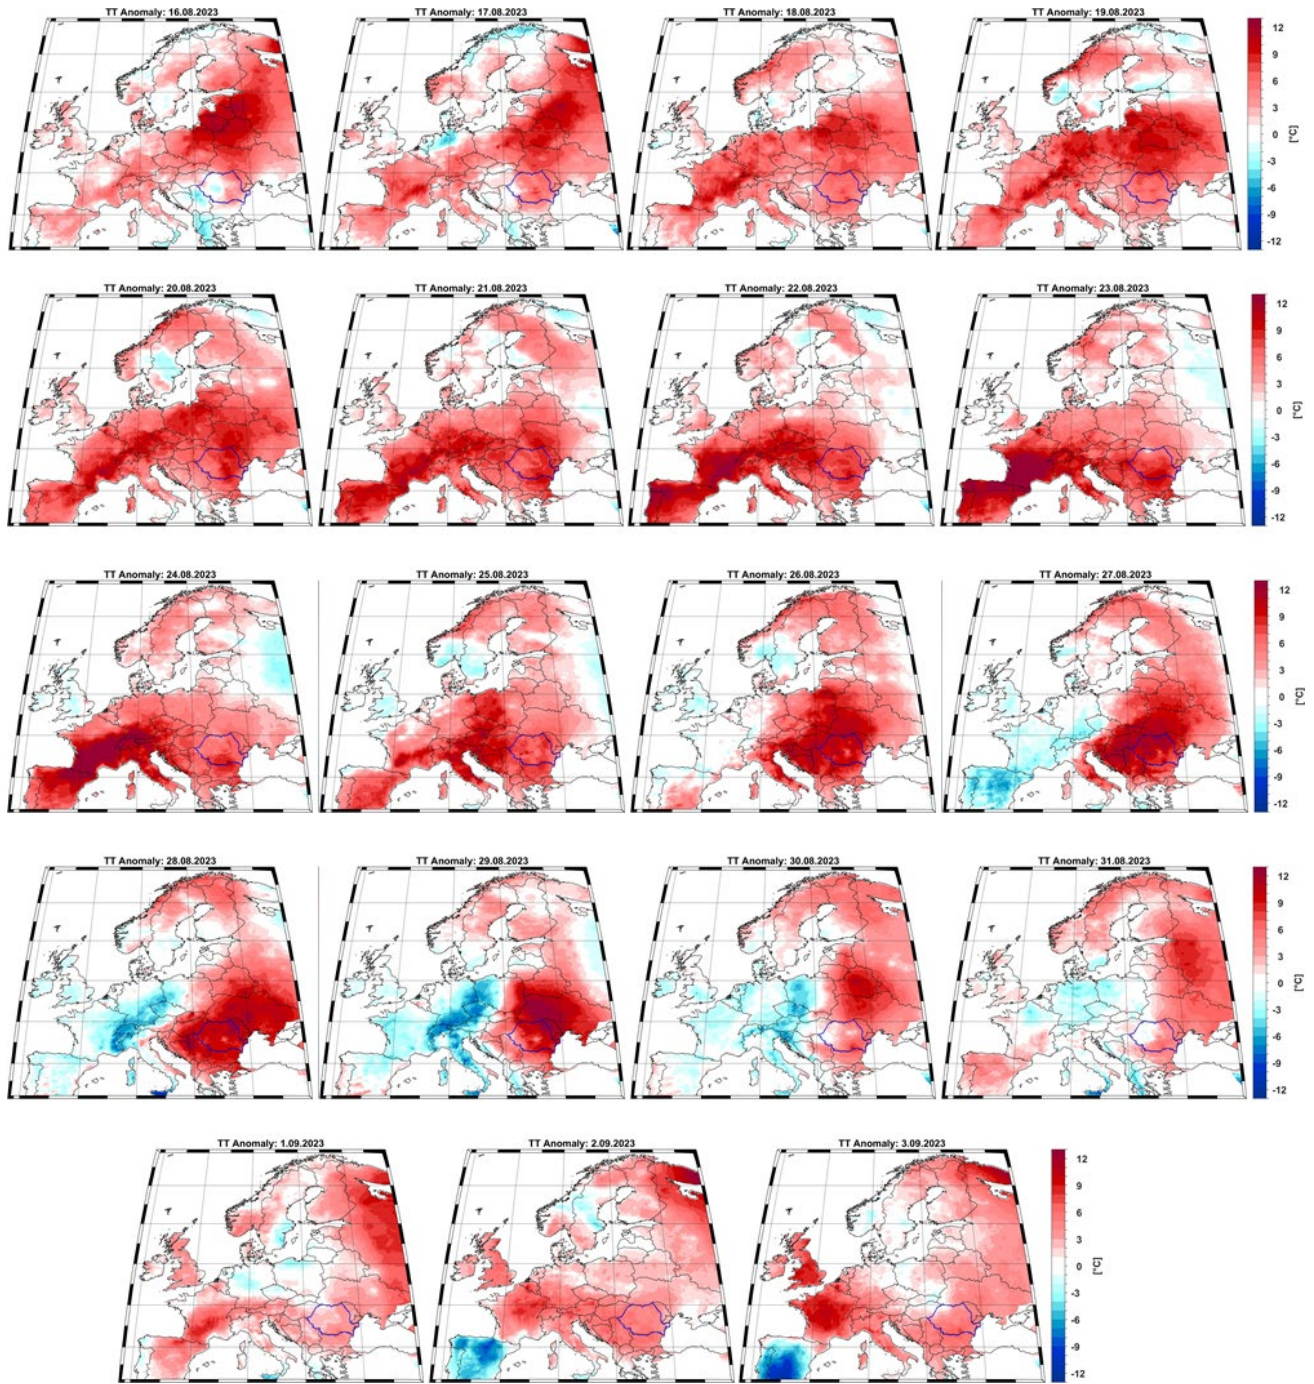 TT Anomaly: 16.08.2023
TT Anomaly: 17.08.2023
TT Anomaly: 18.08.2023
TT Anomaly: 19.08.2023
12
9
6
3
0
-3
-6
-9
-12
[°C]
TT Anomaly: 20.08.2023
TT Anomaly: 21.08.2023
TT Anomaly: 22.08.2023
TT Anomaly: 23.08.2023
12
9
6
3
0
-3
-6
-9
-12
[°C]
TT Anomaly: 24.08.2023
TT Anomaly: 25.08.2023
TT Anomaly: 26.08.2023
TT Anomaly: 27.08.2023
12
9
6
3
0
-3
-6
-9
-12
[°C]
TT Anomaly: 28.08.2023
TT Anomaly: 29.08.2023
TT Anomaly: 30.08.2023
TT Anomaly: 31.08.2023
12
9
6
3
0
-3
-6
-9
-12
[°C]
TT Anomaly: 1.09.2023
TT Anomaly: 2.09.2023
TT Anomaly: 3.09.2023
12
9
6
3
0
-3
-6
-9
-12
[°C]